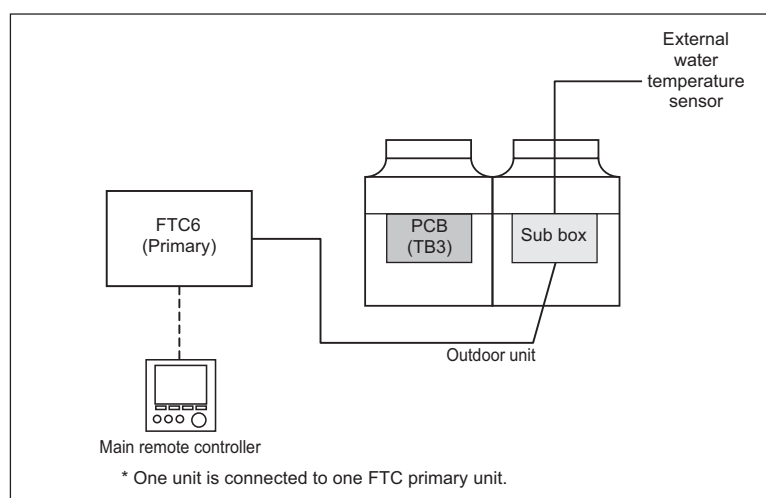 External
water
temperature
sensor
FTC6
(Primary)
PCB
(TB3)
Sub box
Outdoor unit
Main remote controller
* One unit is connected to one FTC primary unit.